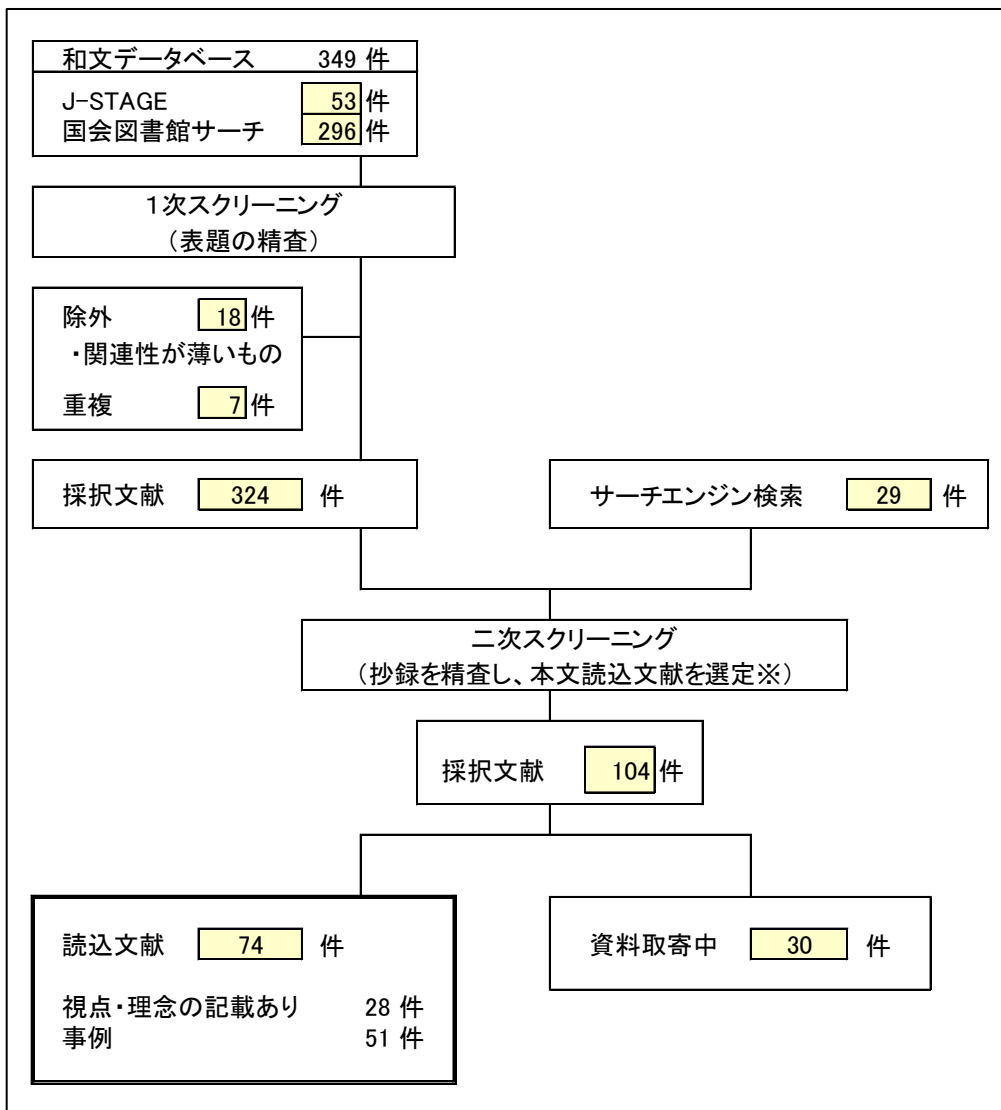 和文データベース 349 件
J-STAGE 53 件
国会図書館サーチ 296 件
1次スクリーニング
（表題の精査）
除外 18 件
・関連性が薄いもの
重複 7 件
採択文献 324 件
サーチエンジン検索 29 件
二次スクリーニング
（抄録を精査し、本文読込文献を選定※）
採択文献 104 件
読込文献 74 件
視点・理念の記載あり 28 件
事例 51 件
資料取寄中 30 件